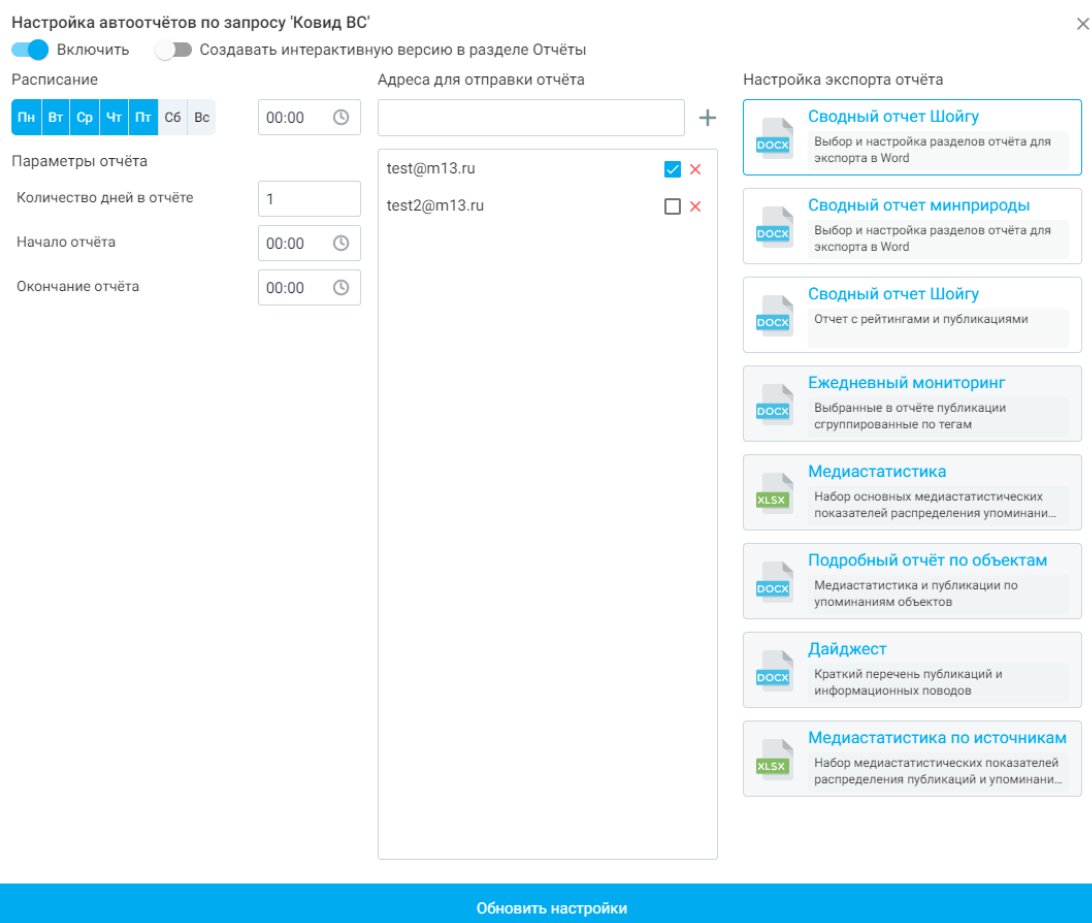 Настройка автоотчётов по запросу 'Ковид ВС'
Включить
Создавать интерактивную версию в разделе Отчёты
Расписание
Пн Вт Ср Чт Пт Сб Вс
00:00
Параметры отчёта
Количество дней в отчёте
1
Начало отчёта
00:00
Окончание отчёта
00:00
Адреса для отправки отчёта
test@m13.ru
test2@m13.ru
Настройка экспорта отчёта
DOCX
Сводный отчет Шойгу
Выбор и настройка разделов отчёта для
экспорта в Word
DOCX
Сводный отчет минприроды
Выбор и настройка разделов отчёта для
экспорта в Word
DOCX
Сводный отчет Шойгу
Отчет с рейтингами и публикациями
DOCX
Ежедневный мониторинг
Выбранные в отчёте публикации
сгруппированные по тегам
XLSX
Медиастатистика
Набор основных медиастатистических
показателей распределения упоминани...
DOCX
Подробный отчёт по объектам
Медиастатистика и публикации по
упоминаниям объектов
DOCX
Дайджест
Краткий перечень публикаций и
информационных поводов
XLSX
Медиастатистика по источникам
Набор медиастатистических показателей
распределения публикаций и упоминани...
Обновить настройки